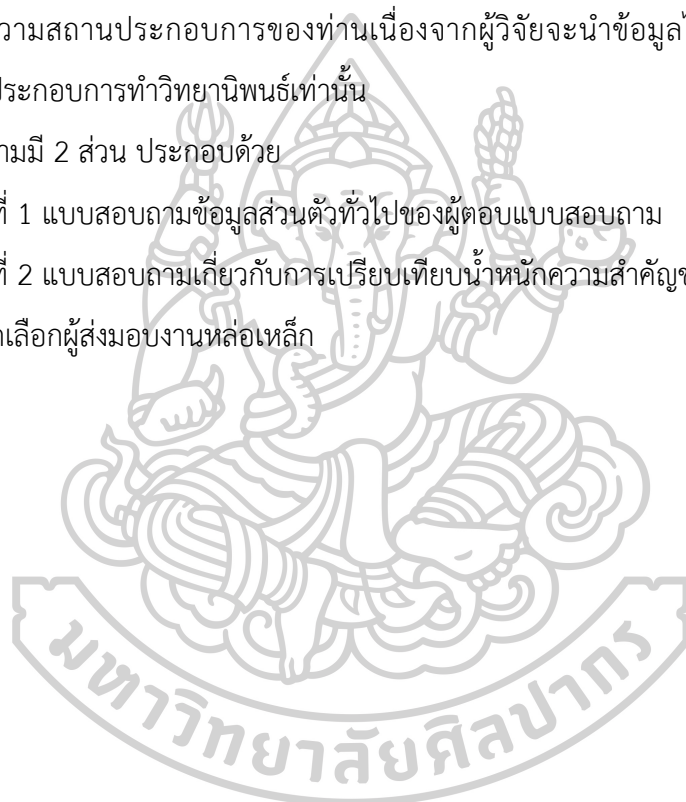 วามสถานประกอบการของท่านเนื่องจากผู้วิจัยจะนำข้อมูล
ประกอบการทำวิทยานิพนธ์เท่านั้น
ามมี 2 ส่วน ประกอบด้วย
ที่ 1 แบบสอบถามข้อมูลส่วนตัวทั่วไปของผู้ตอบแบบสอบถาม
ที่ 2 แบบสอบถามเกี่ยวกับการเปรียบเทียบน้ำหนักความสำคัญข
เลือกผู้ส่งมอบงานหล่อเหล็ก
มหาวิทยาลัยศิลปากร